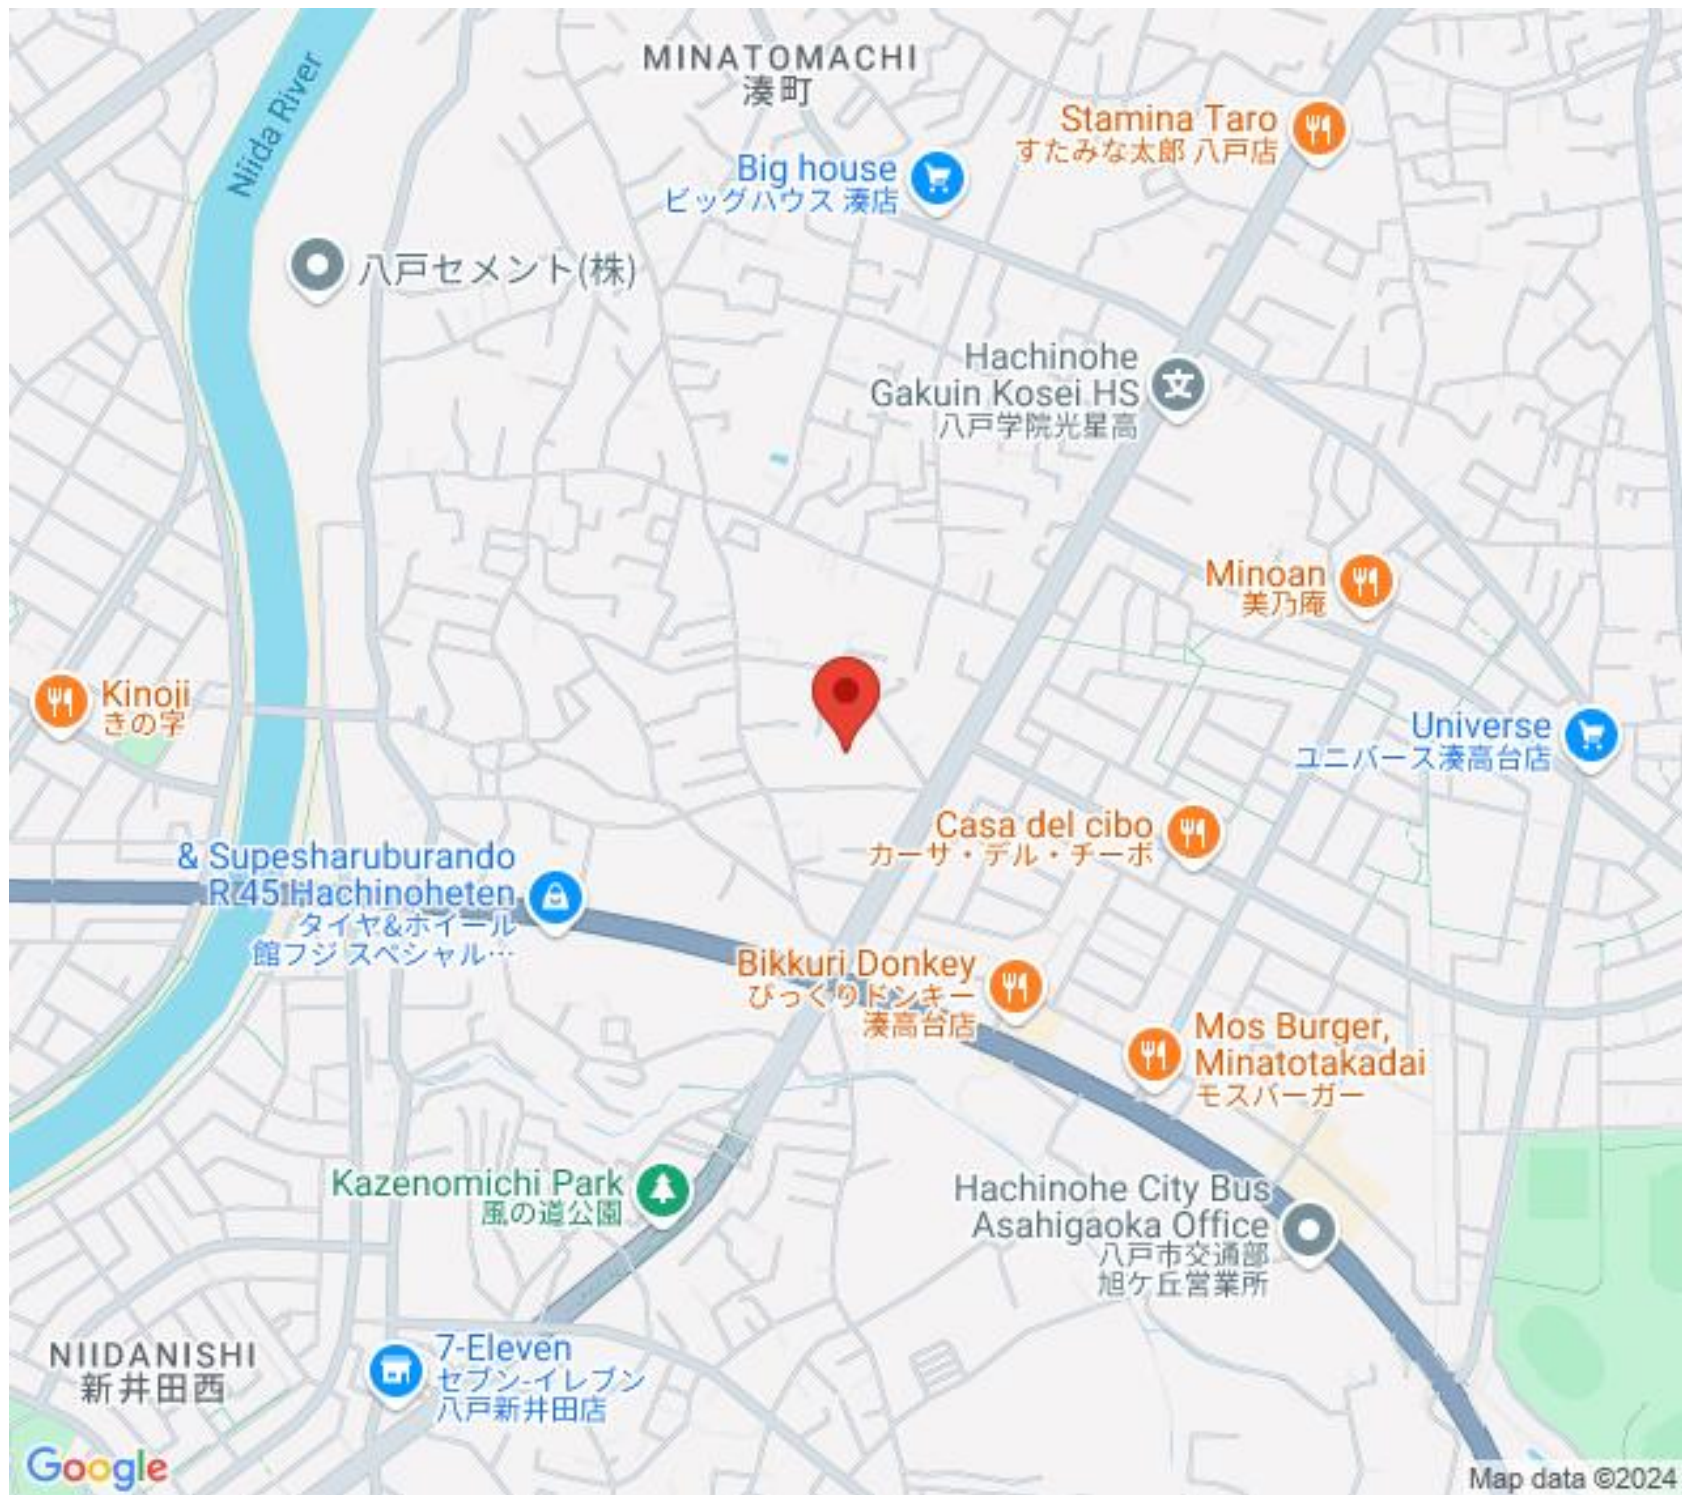 MINATOMACHI
湊町
Niida River
Stamina Taro
すたみな太郎 八戸店
Big house
ビッグハウス 湊店
八戸セメント(株)
Hachinohe
Gakuin Kosei HS
八戸学院光星高
Minoan
美乃庵
Kinoji
きの字
Universe
ユニバース湊高台店
Casa del cibo
カーサ・デル・チーボ
& Supesharuburando
R 45 Hachinoheten
タイヤ&ホイール
館フジ スペシャル…
Bikkuri Donkey
びっくりドンキー
湊高台店
Mos Burger,
Minatotakadai
モスバーガー
Kazenomichi Park
風の道公園
Hachinohe City Bus
Asahigaoka Office
八戸市交通部
旭ケ丘営業所
NIIDANISHI
新井田西
7-Eleven
セブン-イレブン
八戸新井田店
Google
Map data ©2024